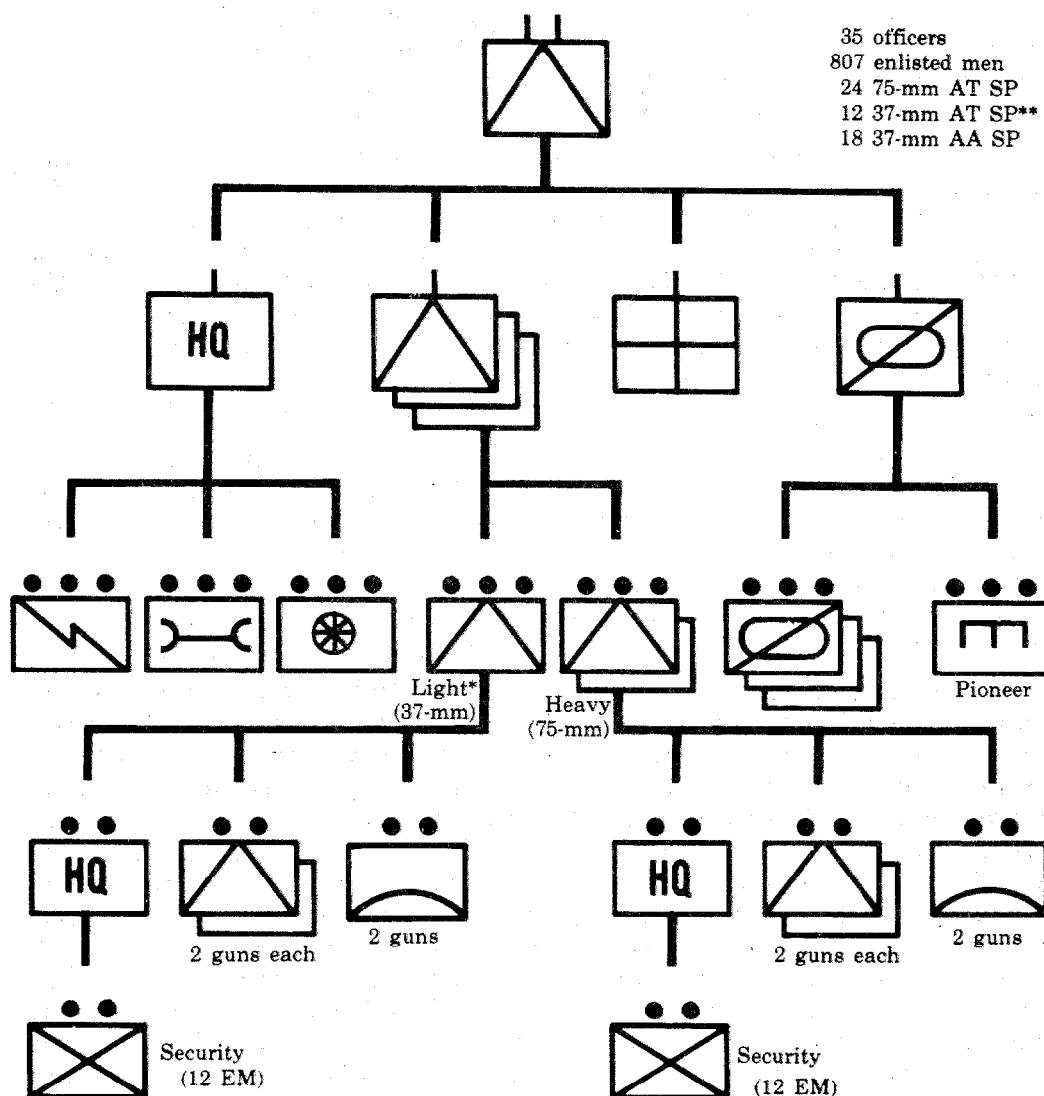 35 officers
807 enlisted men
24 75-mm AT SP
12 37-mm AT SP**
18 37-mm AA SP
HQ
Light*
(37-mm)
Heavy
(75-mm)
Pioneer
HQ
2 guns each
2 guns
HQ
2 guns each
2 guns
Security
(12 EM)
Security
(12 EM)